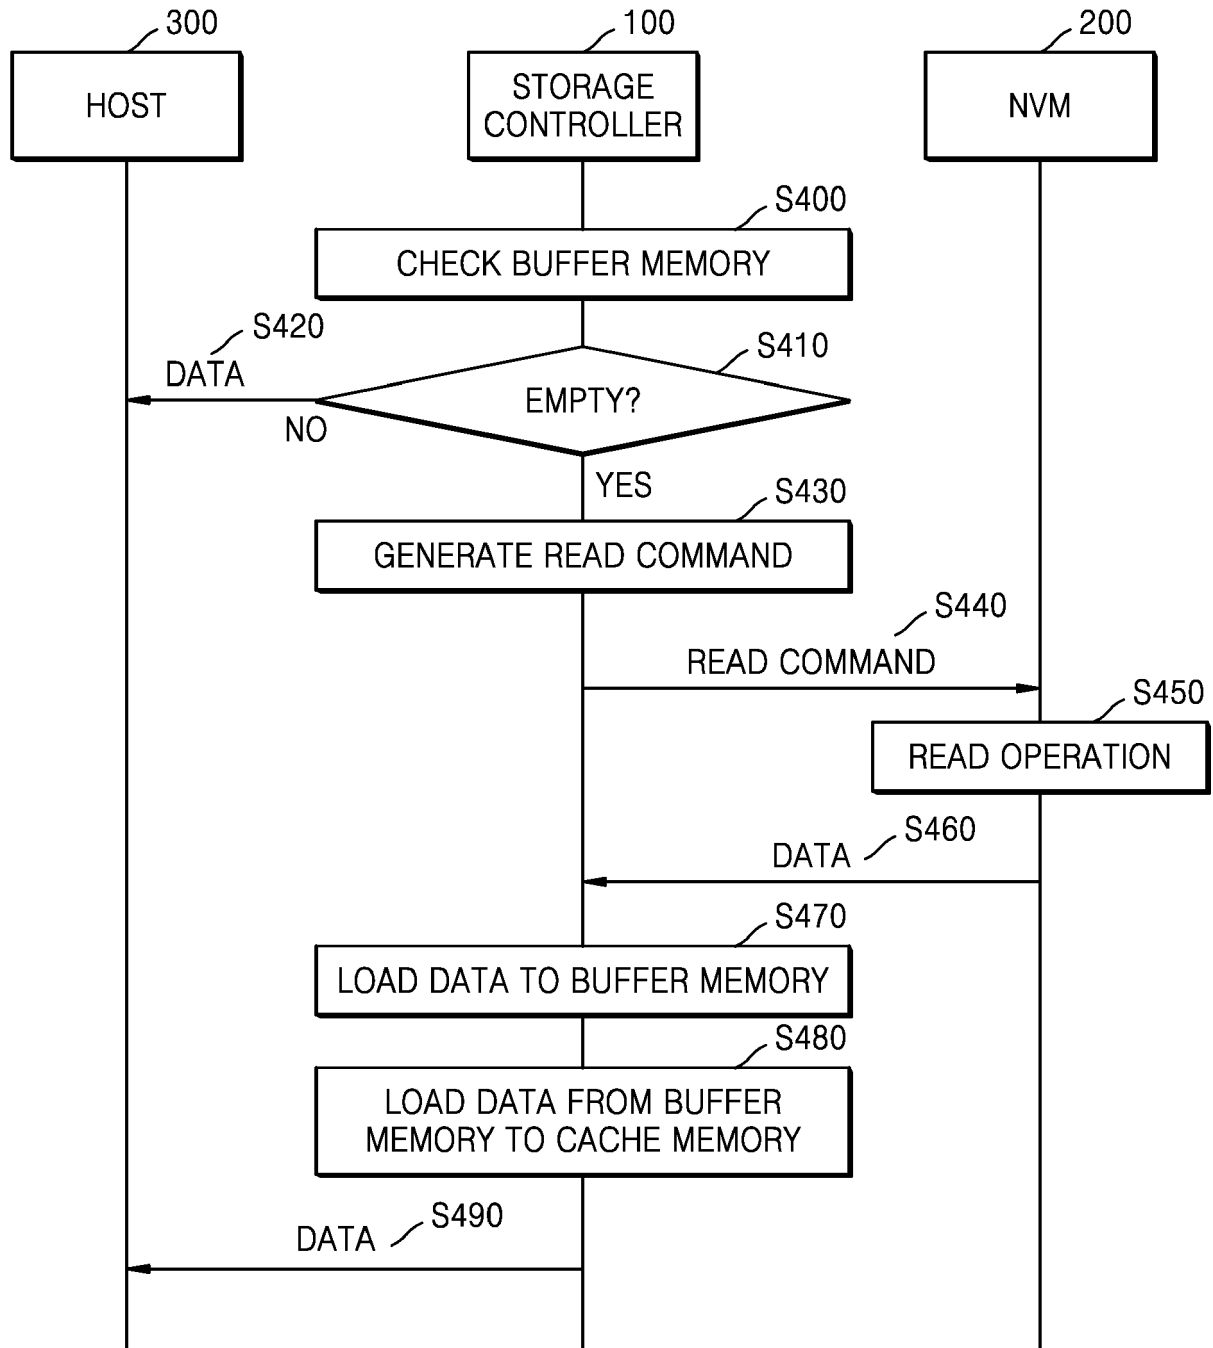 300
100
200
HOST
STORAGE
CONTROLLER
NVM
S400
CHECK BUFFER MEMORY
S420
DATA
S410
EMPTY?
NO
YES
S430
GENERATE READ COMMAND
S440
READ COMMAND
S450
READ OPERATION
S460
DATA
S470
LOAD DATA TO BUFFER MEMORY
S480
LOAD DATA FROM BUFFER
MEMORY TO CACHE MEMORY
S490
DATA